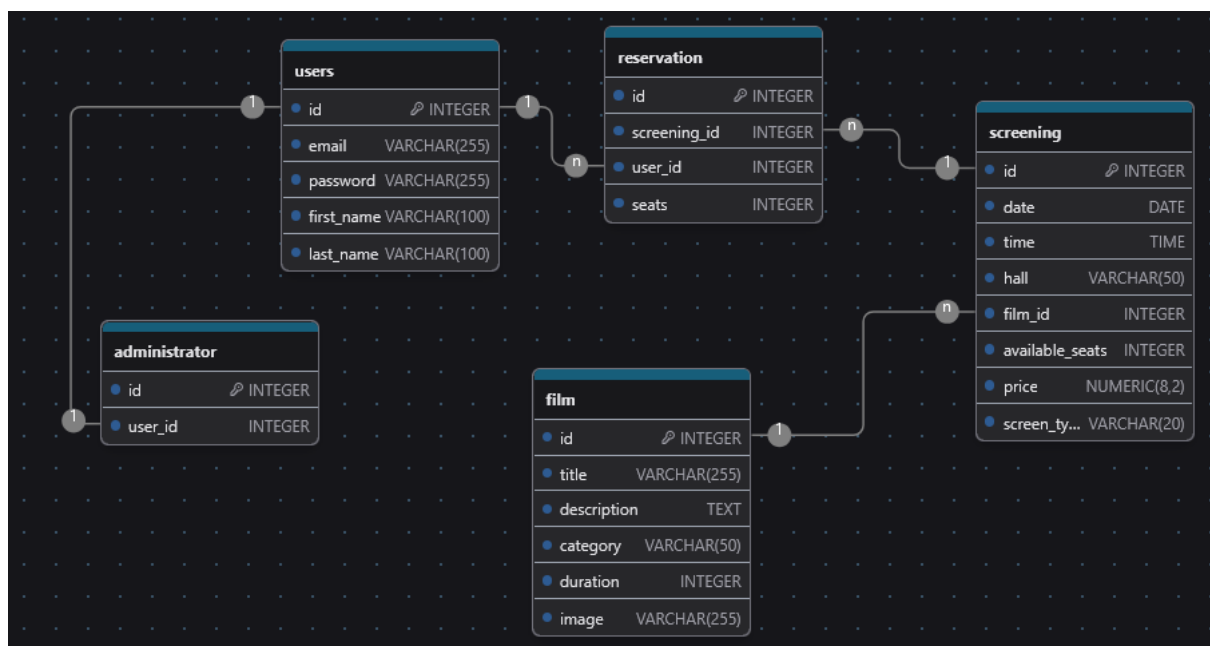 users
id INTEGER
email VARCHAR(255)
password VARCHAR(255)
first_name VARCHAR(100)
last_name VARCHAR(100)
1
1
n
reservation
id INTEGER
screening_id INTEGER
user_id INTEGER
seats INTEGER
n
1
screening
id INTEGER
date DATE
time TIME
hall VARCHAR(50)
film_id INTEGER
available_seats INTEGER
price NUMERIC(8,2)
screen_ty... VARCHAR(20)
n
administrator
id INTEGER
user_id INTEGER
1
film
id INTEGER
title VARCHAR(255)
description TEXT
category VARCHAR(50)
duration INTEGER
image VARCHAR(255)
1